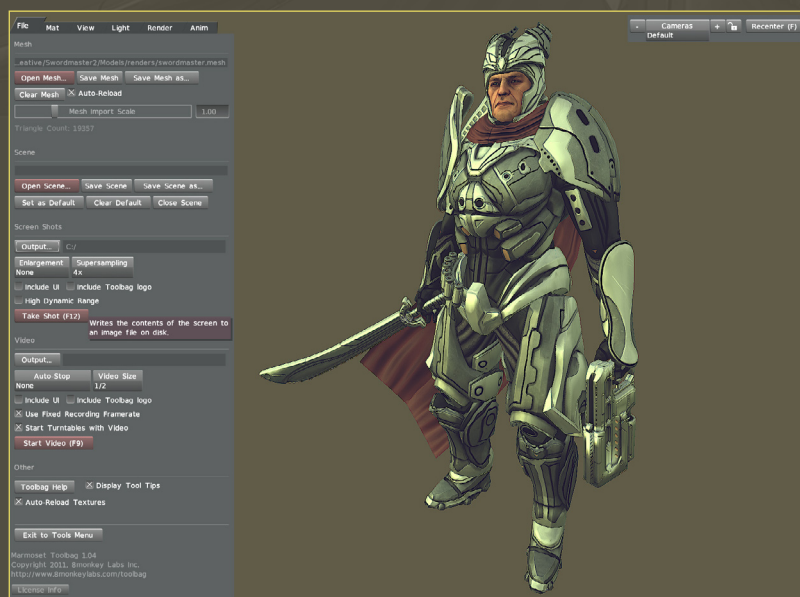 File Mat View Light Render Anim
- Cameras + Recenter (F)
Default
Mesh
...eative/Swordmaster2/Models/renders/swordmaster.mesh
Open Mesh... Save Mesh Save Mesh as...
Clear Mesh Auto-Reload
Mesh Import Scale 1.00
Triangle Count: 19357
Scene
Open Scene... Save Scene Save Scene as...
Set as Default Clear Default Close Scene
Screen Shots
Output... C:/
Enlargement Supersampling
None 4x
Include UI Include Toolbag logo
High Dynamic Range
Take Shot (F12)
Writes the contents of the screen to
an image file on disk.
Video
Output...
Auto-Stop Video Size
None 1/2
Include UI Include Toolbag logo
Use Fixed Recording Framerate
Start Turntables with Video
Start Video (F9)
Other
Toolbag Help Display Tool Tips
Auto-Reload Textures
Exit to Tools Menu
Marmoset Toolbag 1.04
Copyright 2011, 8monkey Labs Inc.
http://www.8monkeylabs.com/toolbag
License Info